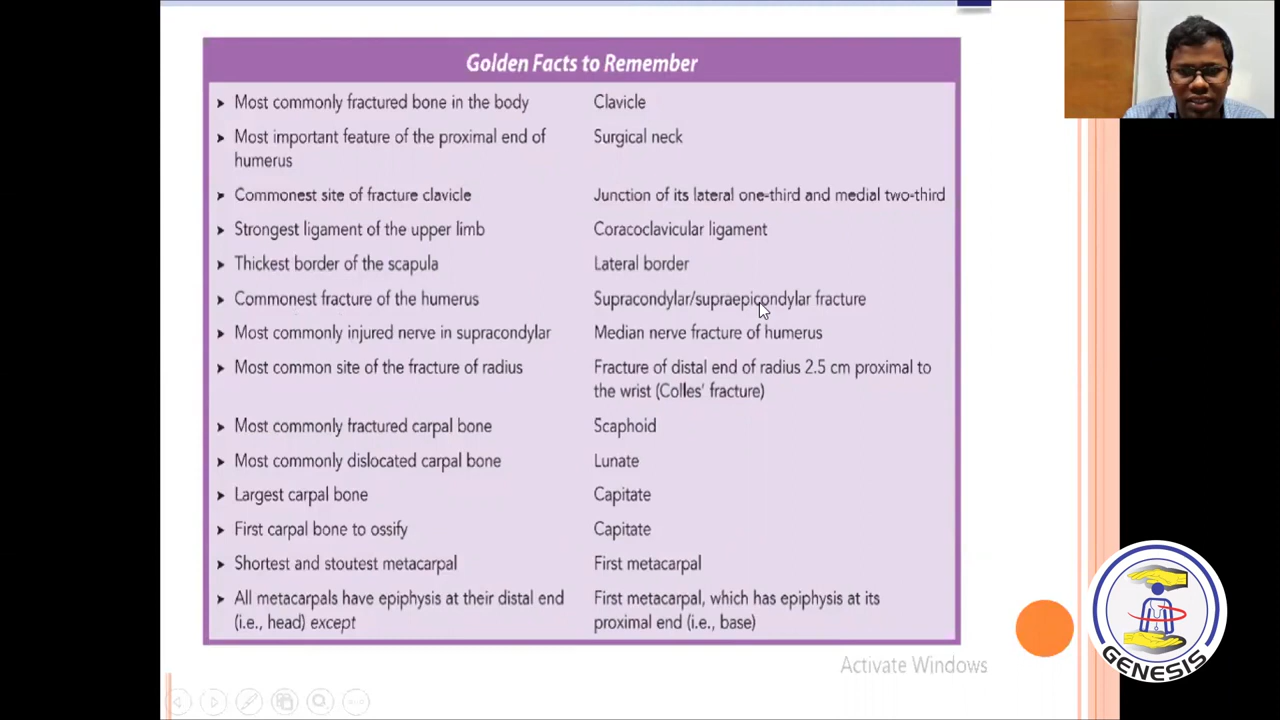 Golden Facts to Remember
➤ Most commonly fractured bone in the body Clavicle
➤ Most important feature of the proximal end of Surgical neck
humerus
➤ Commonest site of fracture clavicle Junction of its lateral one-third and medial two-third
➤ Strongest ligament of the upper limb Coracoclavicular ligament
➤ Thickest border of the scapula Lateral border
➤ Commonest fracture of the humerus Supracondylar/supraepicondylar fracture
➤ Most commonly injured nerve in supracondylar Median nerve fracture of humerus
➤ Most common site of the fracture of radius Fracture of distal end of radius 2.5 cm proximal to
the wrist (Colles’ fracture)
➤ Most commonly fractured carpal bone Scaphoid
➤ Most commonly dislocated carpal bone Lunate
➤ Largest carpal bone Capitate
➤ First carpal bone to ossify Capitate
➤ Shortest and stoutest metacarpal First metacarpal
➤ All metacarpals have epiphysis at their distal end First metacarpal, which has epiphysis at its
(i.e., head) except proximal end (i.e., base)
Activate Windows
GENESIS